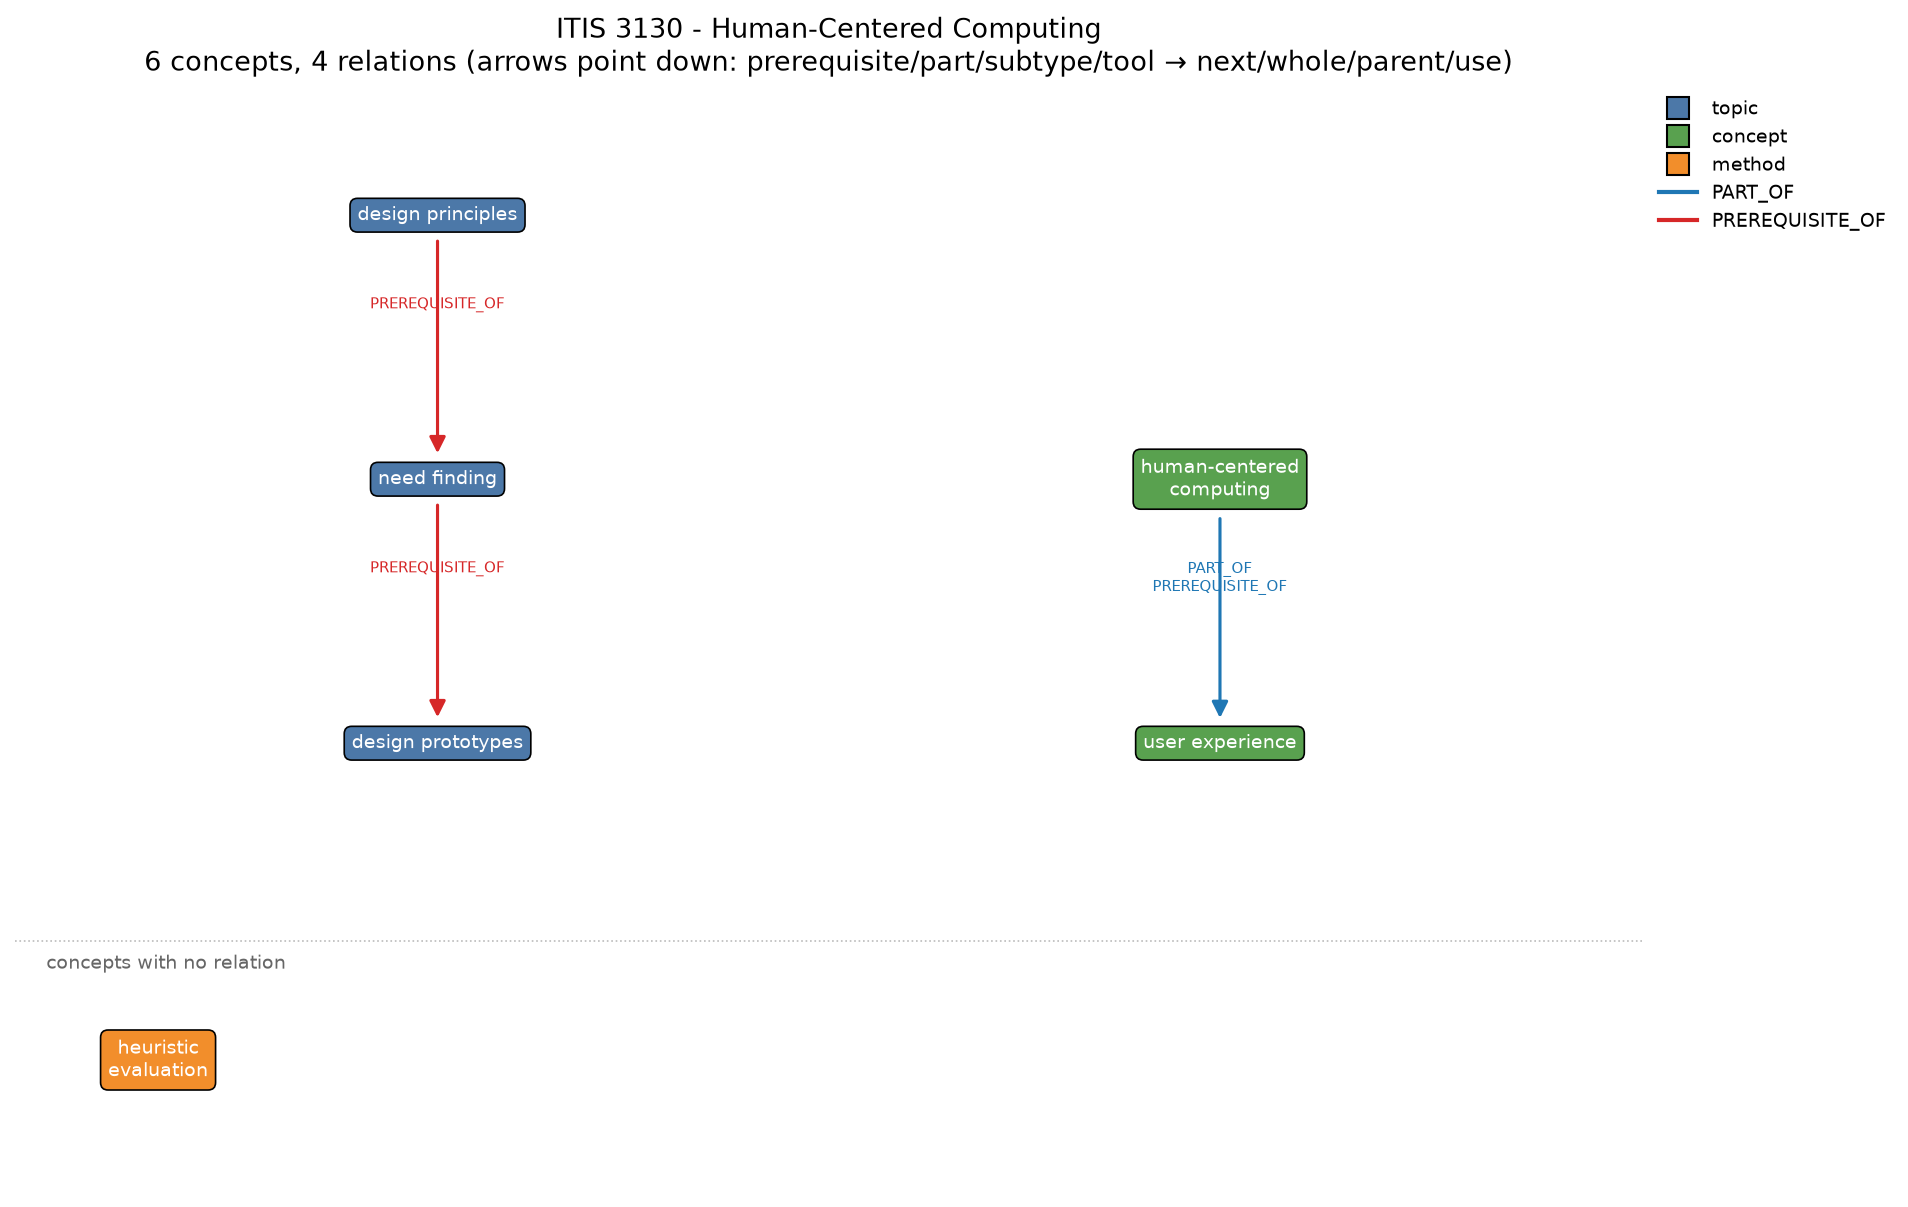 ITIS 3130 - Human-Centered Computing
6 concepts, 4 relations (arrows point down: prerequisite/part/subtype/tool → next/whole/parent/use)
topic
concept
method
PART_OF
PREREQUISITE_OF
design principles
PREREQUISITE_OF
need finding
human-centered
computing
PREREQUISITE_OF
PART_OF
PREREQUISITE_OF
design prototypes
user experience
concepts with no relation
heuristic
evaluation